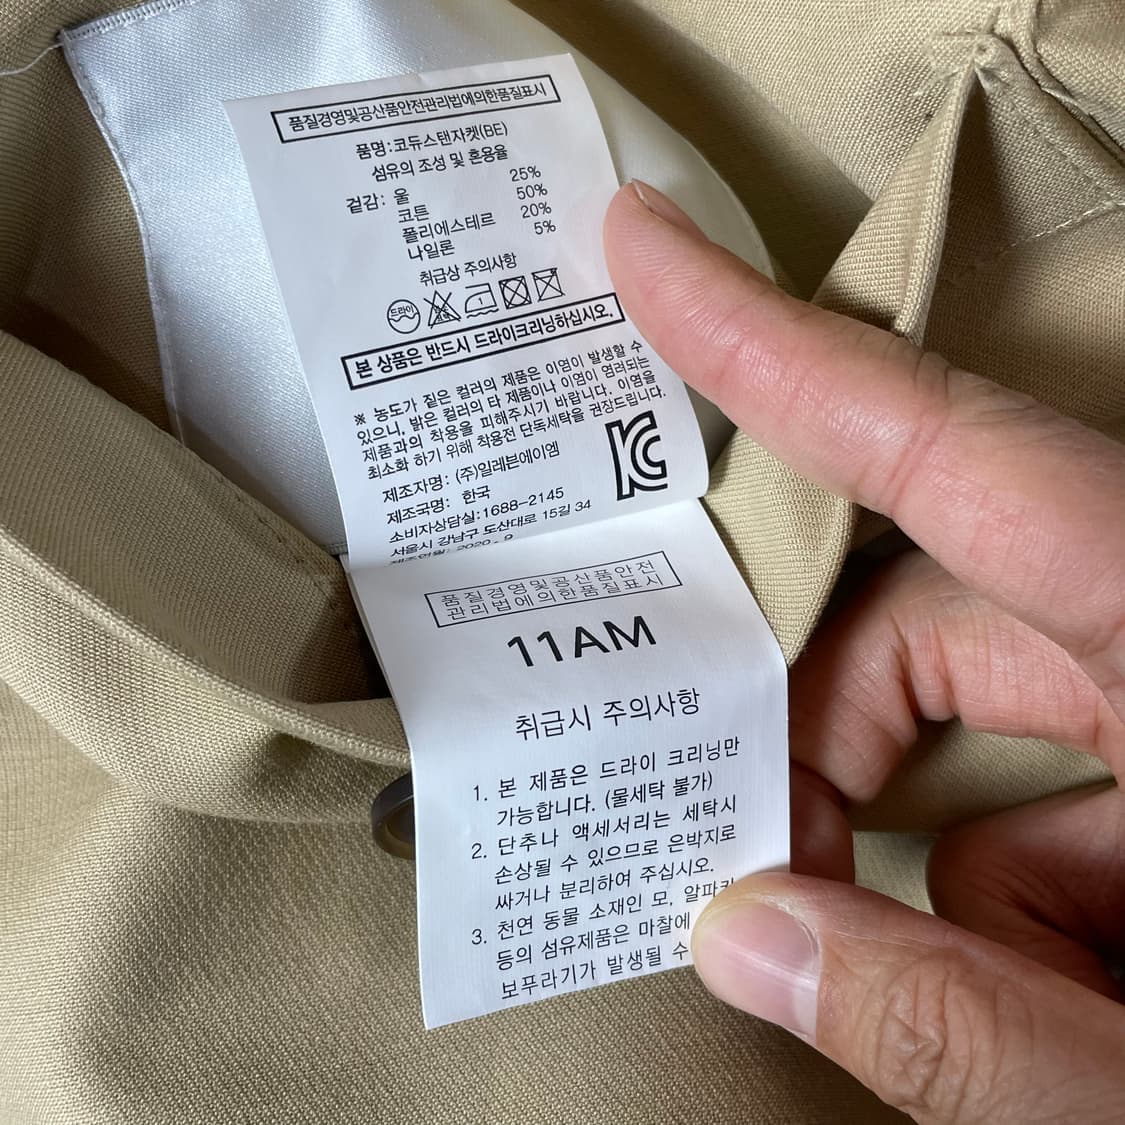 품질경영및공산품안전관리법에의한품질표시
품명:코듀스탠자켓(BE)
섬유의 조성 및 혼용율
겉감: 울 25%
코튼 50%
폴리에스테르 20%
나일론 5%
취급상 주의사항
드라이
본 상품은 반드시 드라이크리닝하십시오.
※ 농도가 짙은 컬러의 제품은 이염이 발생할 수
있으니, 밝은 컬러의 타 제품이나 이염이 염려되는
제품과의 착용을 피해주시기 바랍니다. 이염을
최소화 하기 위해 착용전 단독세탁을 권장드립니다.
제조자명: (주)일레븐에이엠
제조국명: 한국
소비자상담실:1688-2145
서울시 강남구 도산대로 15길 34
제조연월: 2020 . 9
품질경영및공산품안전
관리법에의한품질표시
11AM
취급시 주의사항
1. 본 제품은 드라이 크리닝만
가능합니다. (물세탁 불가)
2. 단추나 액세서리는 세탁시
손상될 수 있으므로 은박지로
싸거나 분리하여 주십시오.
3. 천연 동물 소재인 모, 알파카
등의 섬유제품은 마찰에
보푸라기가 발생될 수